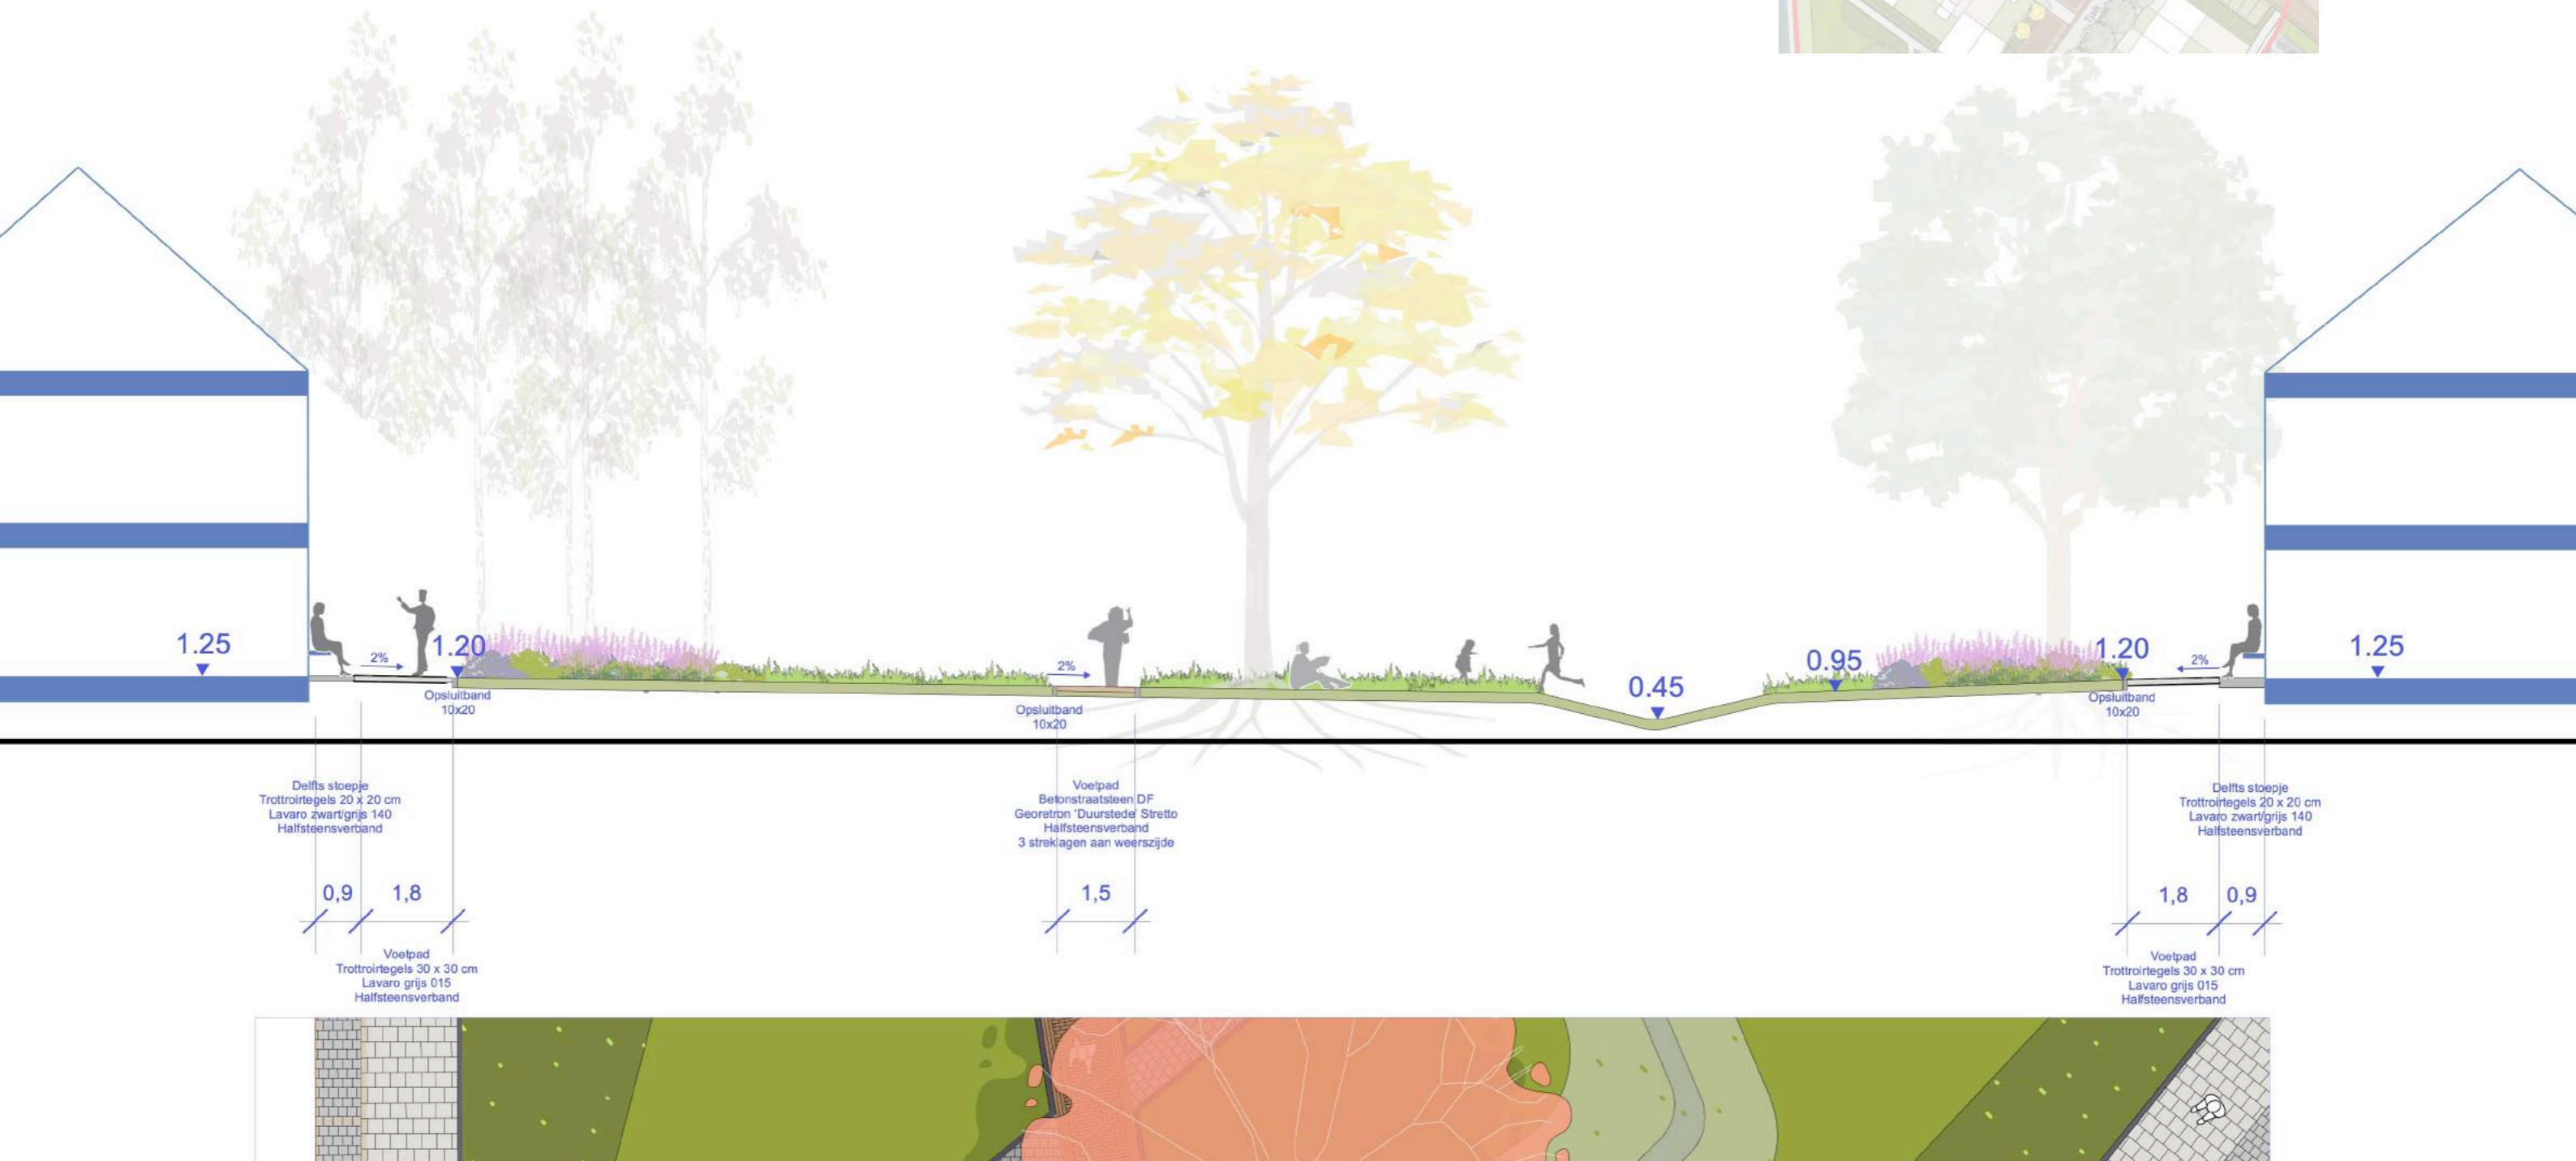 1.25
2%
1.20
Opsluitband
10x20
2%
Opsluitband
10x20
0.45
0.95
1.20
Opsluitband
10x20
2%
1.25
Delfts stoepje
Trottroirtegels 20 x 20 cm
Lavaro zwart/grijs 140
Halfsteensverband
Voetpad
Betonstraatsteen DF
Georetron 'Duurstede' Stretto
Halfsteensverband
3 streklagen aan weerszijde
Delfts stoepje
Trottroirtegels 20 x 20 cm
Lavaro zwart/grijs 140
Halfsteensverband
0,9
1,8
1,5
1,8
0,9
Voetpad
Trottroirtegels 30 x 30 cm
Lavaro grijs 015
Halfsteensverband
Voetpad
Trottroirtegels 30 x 30 cm
Lavaro grijs 015
Halfsteensverband